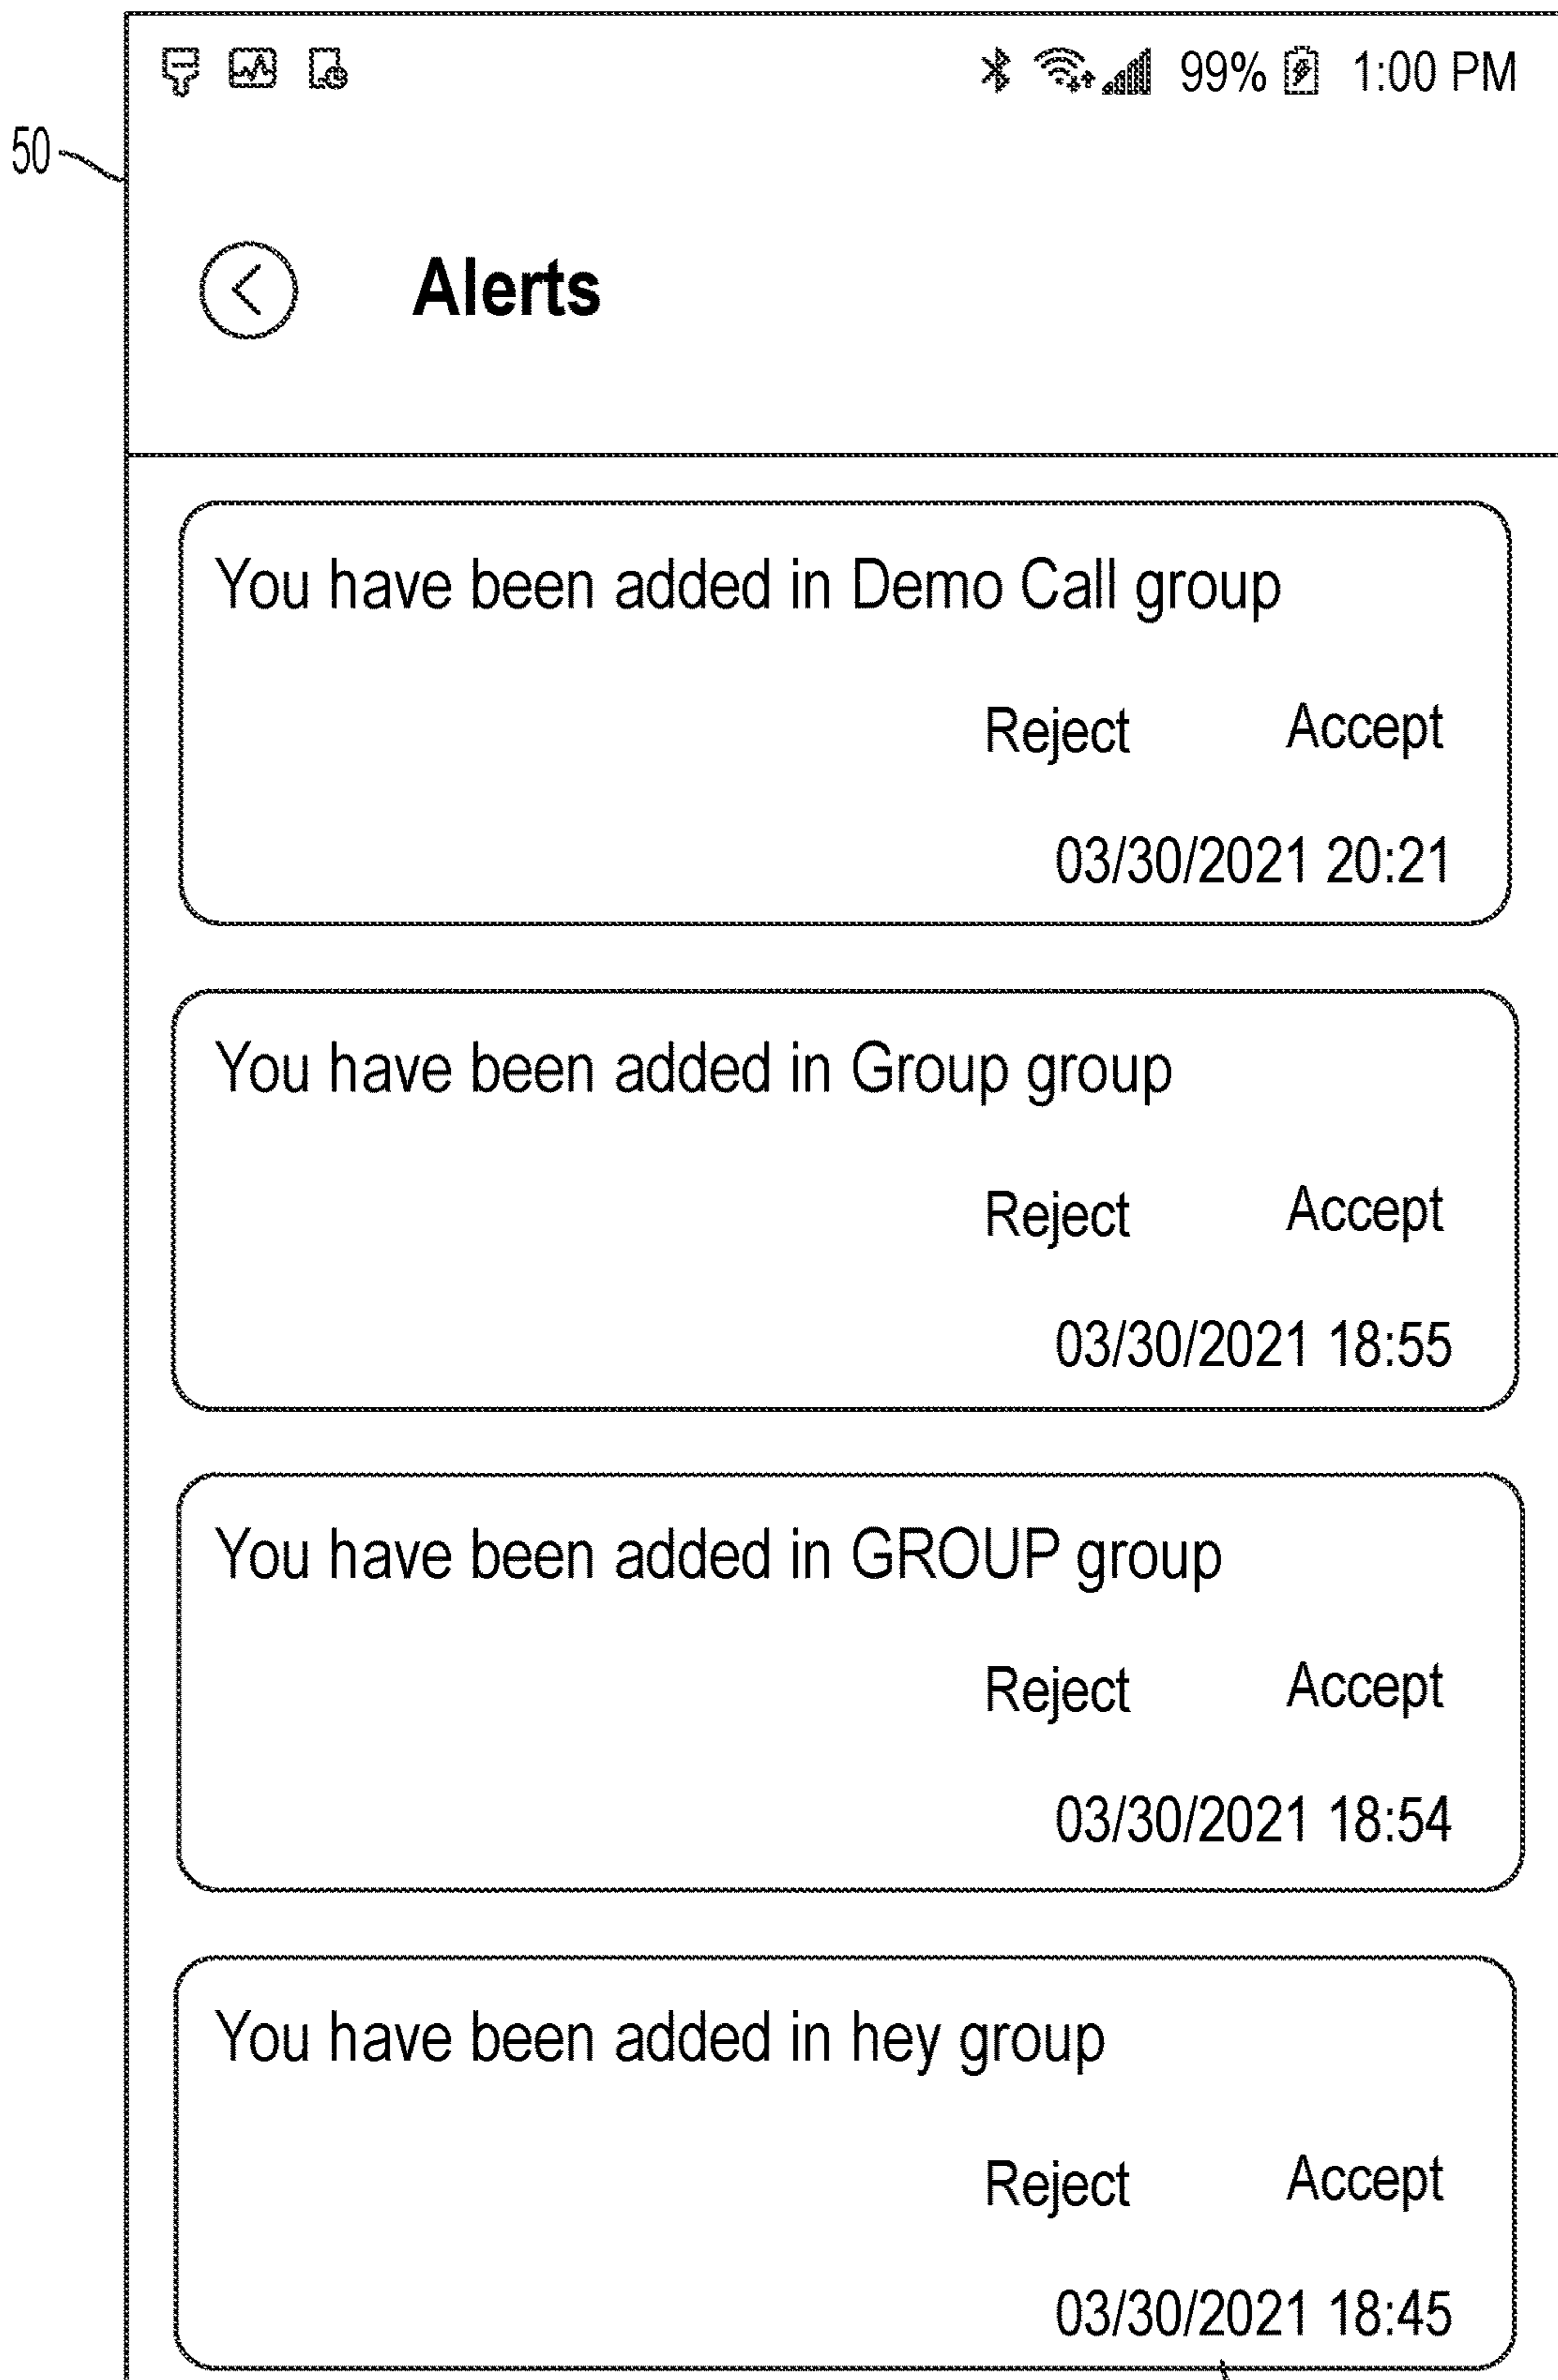 99% 1:00 PM
50
Alerts
You have been added in Demo Call group
Reject Accept
03/30/2021 20:21
You have been added in Group group
Reject Accept
03/30/2021 18:55
You have been added in GROUP group
Reject Accept
03/30/2021 18:54
You have been added in hey group
Reject Accept
03/30/2021 18:45